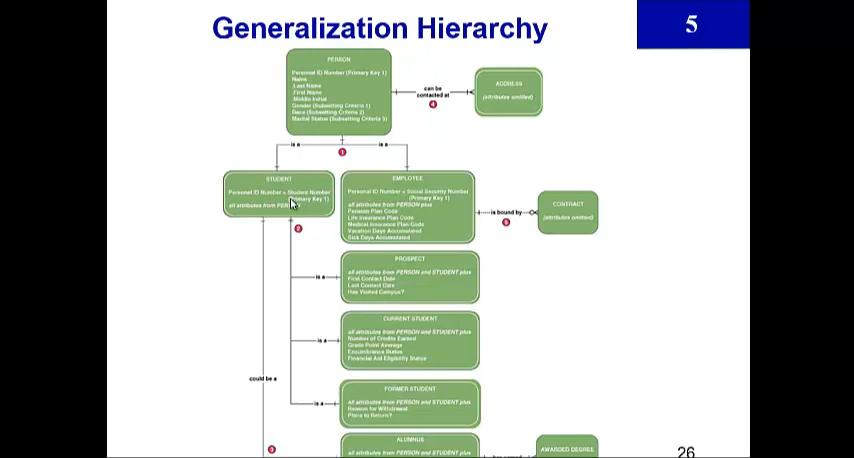 Generalization Hierarchy
5
PERSON
Personal ID Number (Primary Key 1)
Name
.Last Name
.First Name
.Middle Initial
Gender (Subsetting Criteria 1)
Race (Subsetting Criteria 2)
Marital Status (Subsetting Criteria 3)
can be
contacted at
4
ADDRESS
(attributes omitted)
is a
1
is a
STUDENT
Personal ID Number = Student Number
(Primary Key 1)
all attributes from PERSON
EMPLOYEE
Personal ID Number = Social Security Number
(Primary Key 1)
all attributes from PERSON plus
Pension Plan Code
Life Insurance Plan Code
Medical Insurance Plan Code
Vacation Days Accumulated
Sick Days Accumulated
is bound by
5
CONTRACT
(attributes omitted)
2
is a
PROSPECT
all attributes from PERSON and STUDENT plus
First Contact Date
Last Contact Date
Has Visited Campus?
is a
CURRENT STUDENT
all attributes from PERSON and STUDENT plus
Number of Credits Earned
Grade Point Average
Encumbrance Status
Financial Aid Eligibility Status
could be a
is a
FORMER STUDENT
all attributes from PERSON and STUDENT plus
Reason for Withdrawal
Plans to Return?
3
ALUMNUS
all attributes from PERSON and STUDENT plus
has earned
AWARDED DEGREE
26